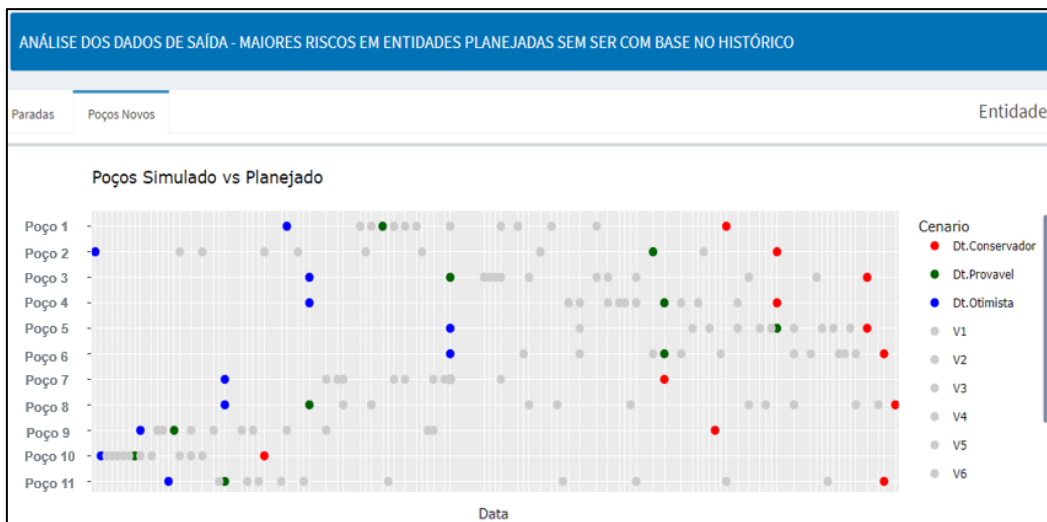 ANÁLISE DOS DADOS DE SAÍDA - MAIORES RISCOS EM ENTIDADES PLANEJADAS SEM SER COM BASE NO HISTÓRICO
Paradas
Poços Novos
Entidade
Poços Simulado vs Planejado
Poço 1
Poço 2
Poço 3
Poço 4
Poço 5
Poço 6
Poço 7
Poço 8
Poço 9
Poço 10
Poço 11
Data
Cenario
Dt.Conservador
Dt.Provavel
Dt.Otimista
V1
V2
V3
V4
V5
V6